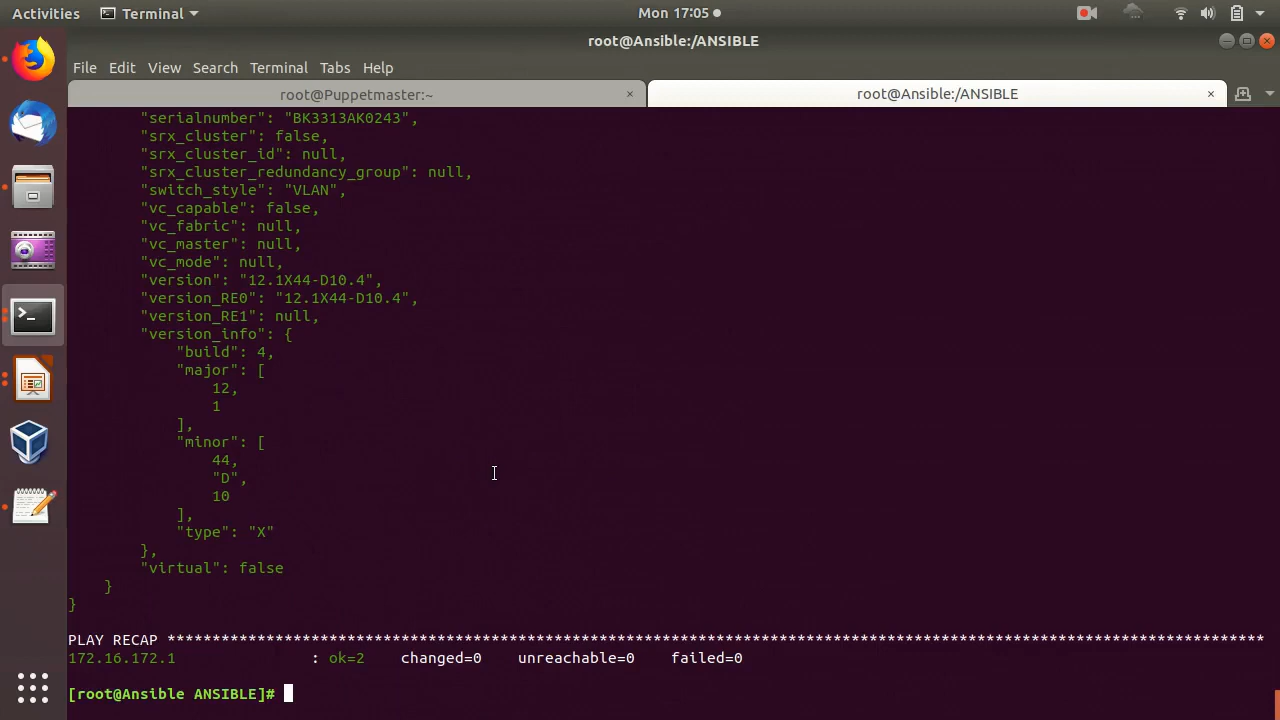 Activities Terminal Mon 17:05
root@Ansible:/ANSIBLE
File Edit View Search Terminal Tabs Help
root@Puppetmaster:~ × root@Ansible:/ANSIBLE ×
"serialnumber": "BK3313AK0243",
"srx_cluster": false,
"srx_cluster_id": null,
"srx_cluster_redundancy_group": null,
"switch_style": "VLAN",
"vc_capable": false,
"vc_fabric": null,
"vc_master": null,
"vc_mode": null,
"version": "12.1X44-D10.4",
"version_RE0": "12.1X44-D10.4",
"version_RE1": null,
"version_info": {
"build": 4,
"major": [
12,
1
],
"minor": [
44,
"D",
10
],
"type": "X"
},
"virtual": false
}
}
PLAY RECAP **************************************************************************************************************************
172.16.172.1 : ok=2 changed=0 unreachable=0 failed=0
[root@Ansible ANSIBLE]#